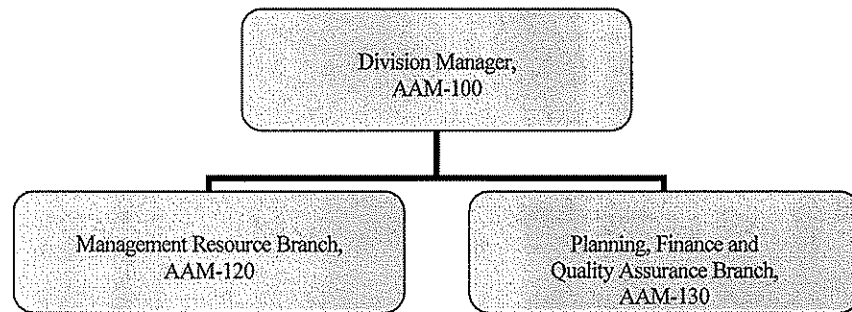 Division Manager,
AAM-100
Management Resource Branch,
AAM-120
Planning, Finance and
Quality Assurance Branch,
AAM-130